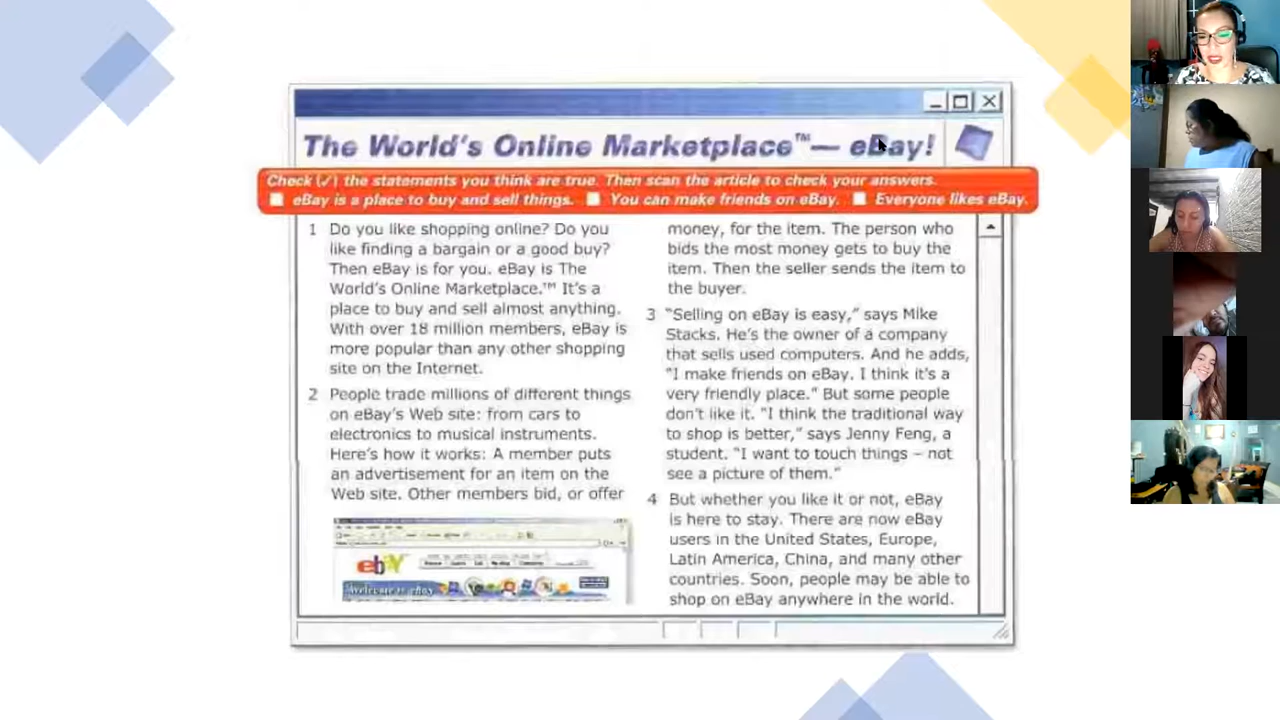 The World's Online Marketplace™— eBay!
Check (✓) the statements you think are true. Then scan the article to check your answers.
eBay is a place to buy and sell things. You can make friends on eBay. Everyone likes eBay.
1 Do you like shopping online? Do you
like finding a bargain or a good buy?
Then eBay is for you. eBay is The
World's Online Marketplace.™ It's a
place to buy and sell almost anything.
With over 18 million members, eBay is
more popular than any other shopping
site on the Internet.
2 People trade millions of different things
on eBay's Web site: from cars to
electronics to musical instruments.
Here's how it works: A member puts
an advertisement for an item on the
Web site. Other members bid, or offer
ebay
Welcome to eBay
money, for the item. The person who
bids the most money gets to buy the
item. Then the seller sends the item to
the buyer.
3 "Selling on eBay is easy," says Mike
Stacks. He's the owner of a company
that sells used computers. And he adds,
"I make friends on eBay. I think it's a
very friendly place." But some people
don't like it. "I think the traditional way
to shop is better," says Jenny Feng, a
student. "I want to touch things – not
see a picture of them."
4 But whether you like it or not, eBay
is here to stay. There are now eBay
users in the United States, Europe,
Latin America, China, and many other
countries. Soon, people may be able to
shop on eBay anywhere in the world.